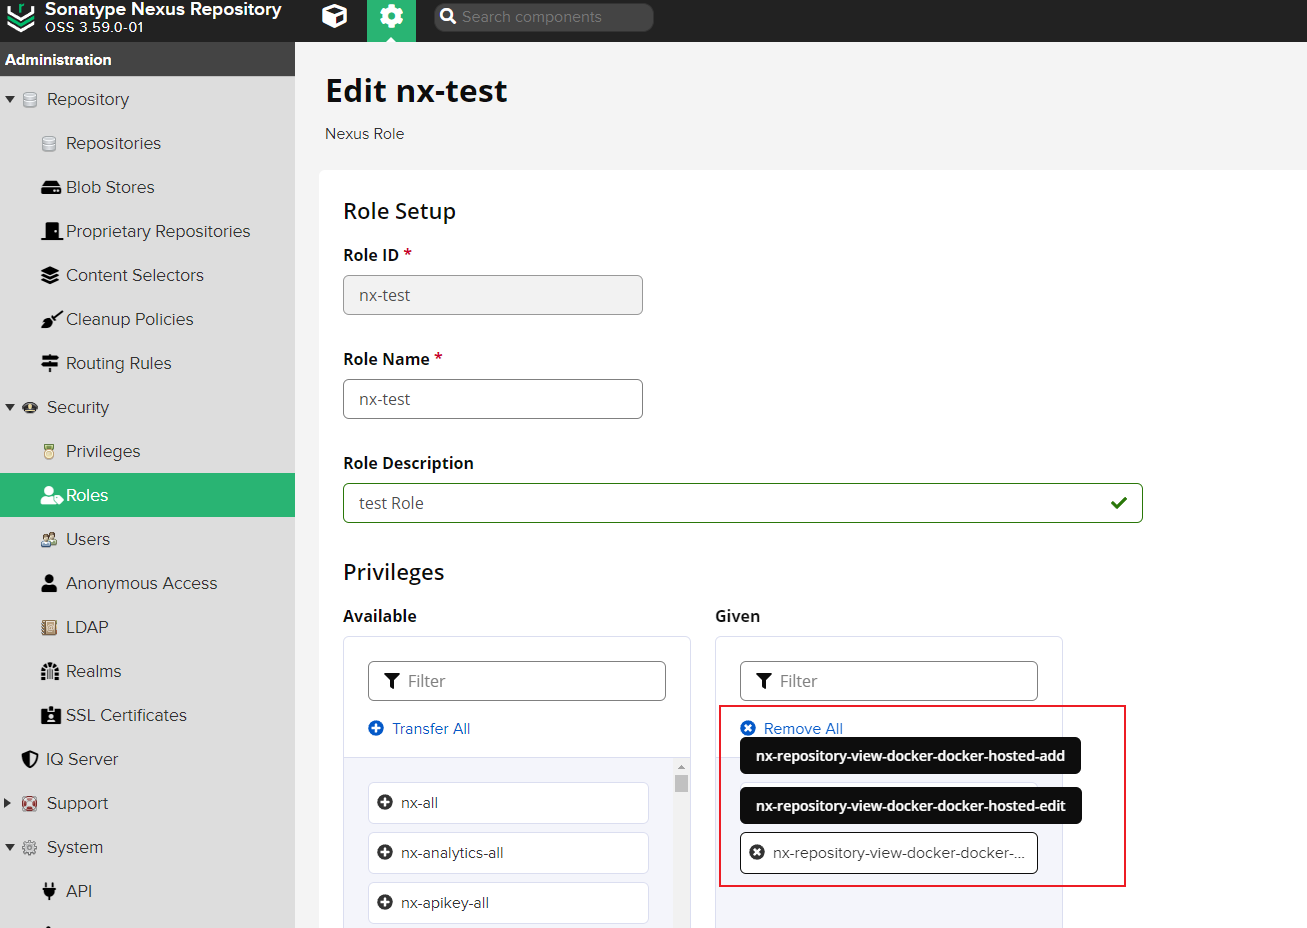 Sonatype Nexus Repository
OSS 3.59.0-01
Search components
Administration
Repository
Repositories
Blob Stores
Proprietary Repositories
Content Selectors
Cleanup Policies
Routing Rules
Security
Privileges
Roles
Users
Anonymous Access
LDAP
Realms
SSL Certificates
IQ Server
Support
System
API
Edit nx-test
Nexus Role
Role Setup
Role ID *
nx-test
Role Name *
nx-test
Role Description
test Role
Privileges
Available
Filter
Transfer All
nx-all
nx-analytics-all
nx-apikey-all
Given
Filter
Remove All
nx-repository-view-docker-docker-hosted-add
nx-repository-view-docker-docker-hosted-edit
nx-repository-view-docker-docker-...